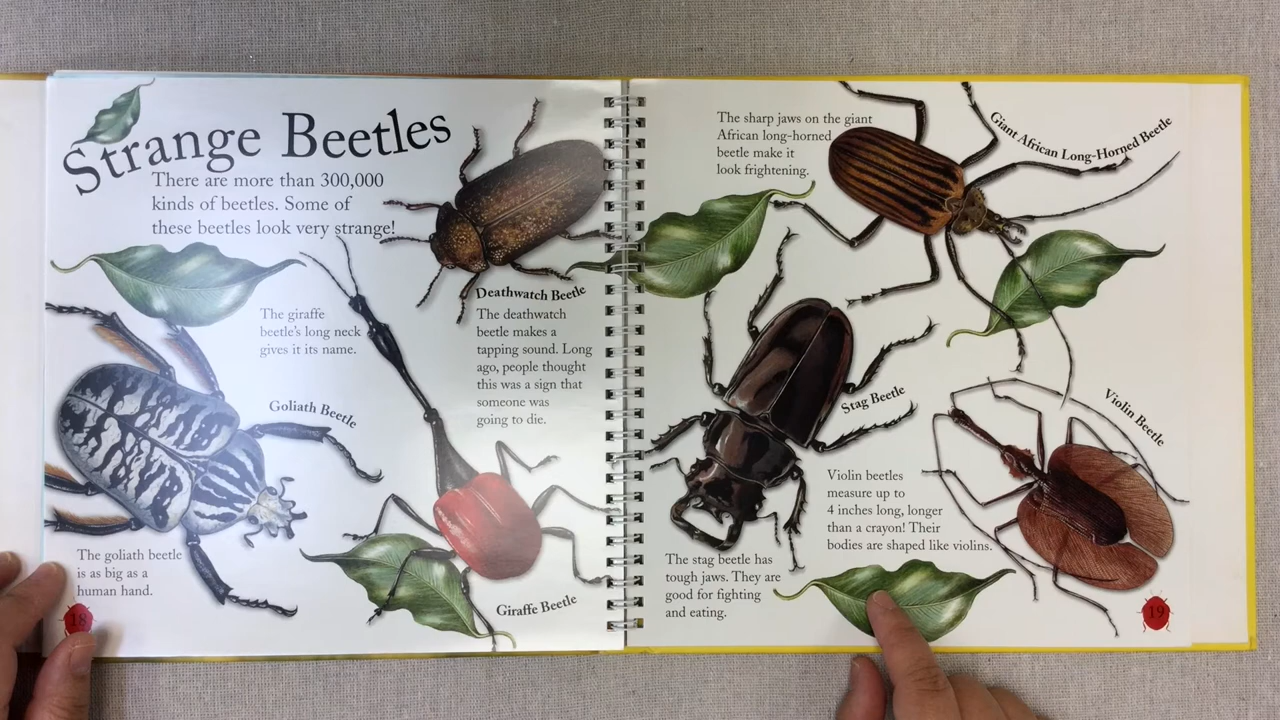 Strange Beetles
There are more than 300,000
kinds of beetles. Some of
these beetles look very strange!
Deathwatch Beetle
The deathwatch
beetle makes a
tapping sound. Long
ago, people thought
this was a sign that
someone was
going to die.
The giraffe
beetle's long neck
gives it its name.
Goliath Beetle
The goliath beetle
is as big as a
human hand.
Giraffe Beetle
18
The sharp jaws on the giant
African long-horned
beetle make it
look frightening.
Giant African Long-Horned Beetle
Stag Beetle
Violin Beetle
Violin beetles
measure up to
4 inches long, longer
than a crayon! Their
bodies are shaped like violins.
The stag beetle has
tough jaws. They are
good for fighting
and eating.
19